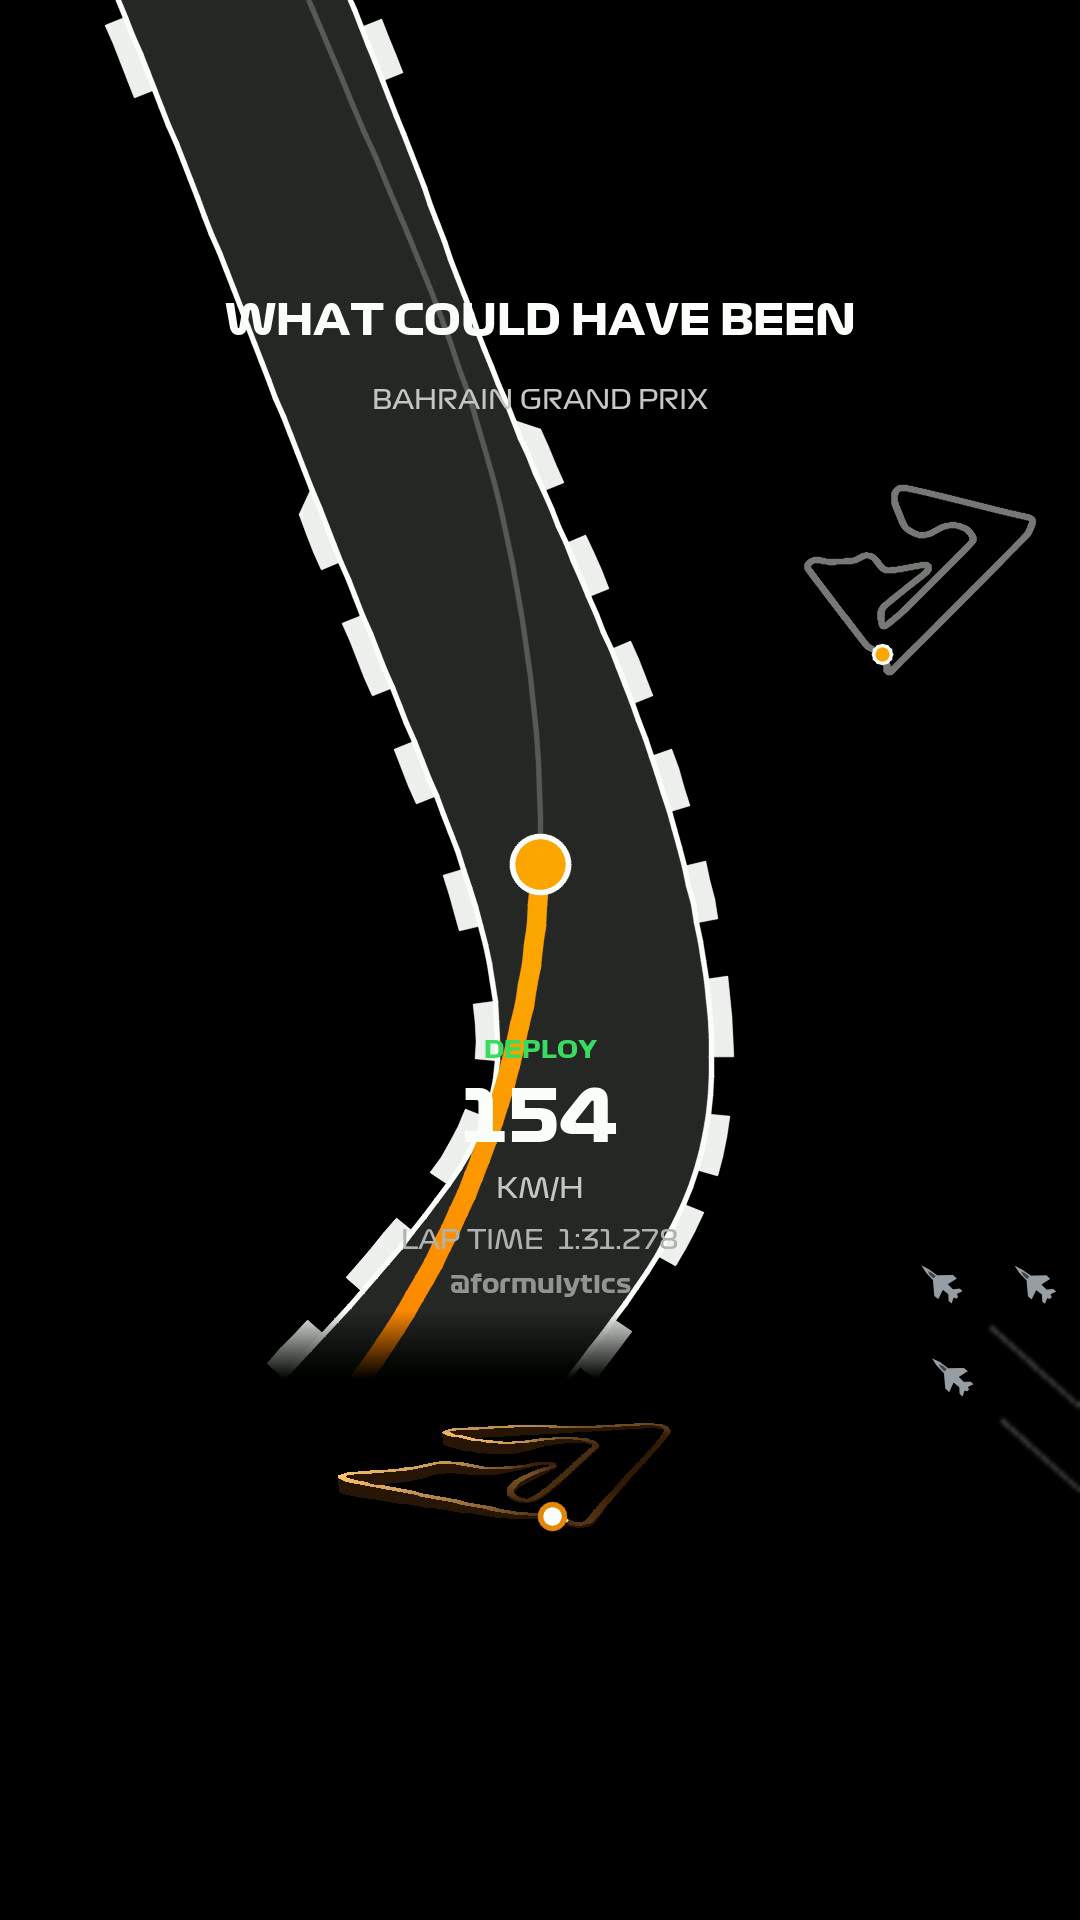 WHAT COULD HAVE BEEN
BAHRAIN GRAND PRIX
DEPLOY
154
KM/H
LAP TIME 1:31.278
@formulytics